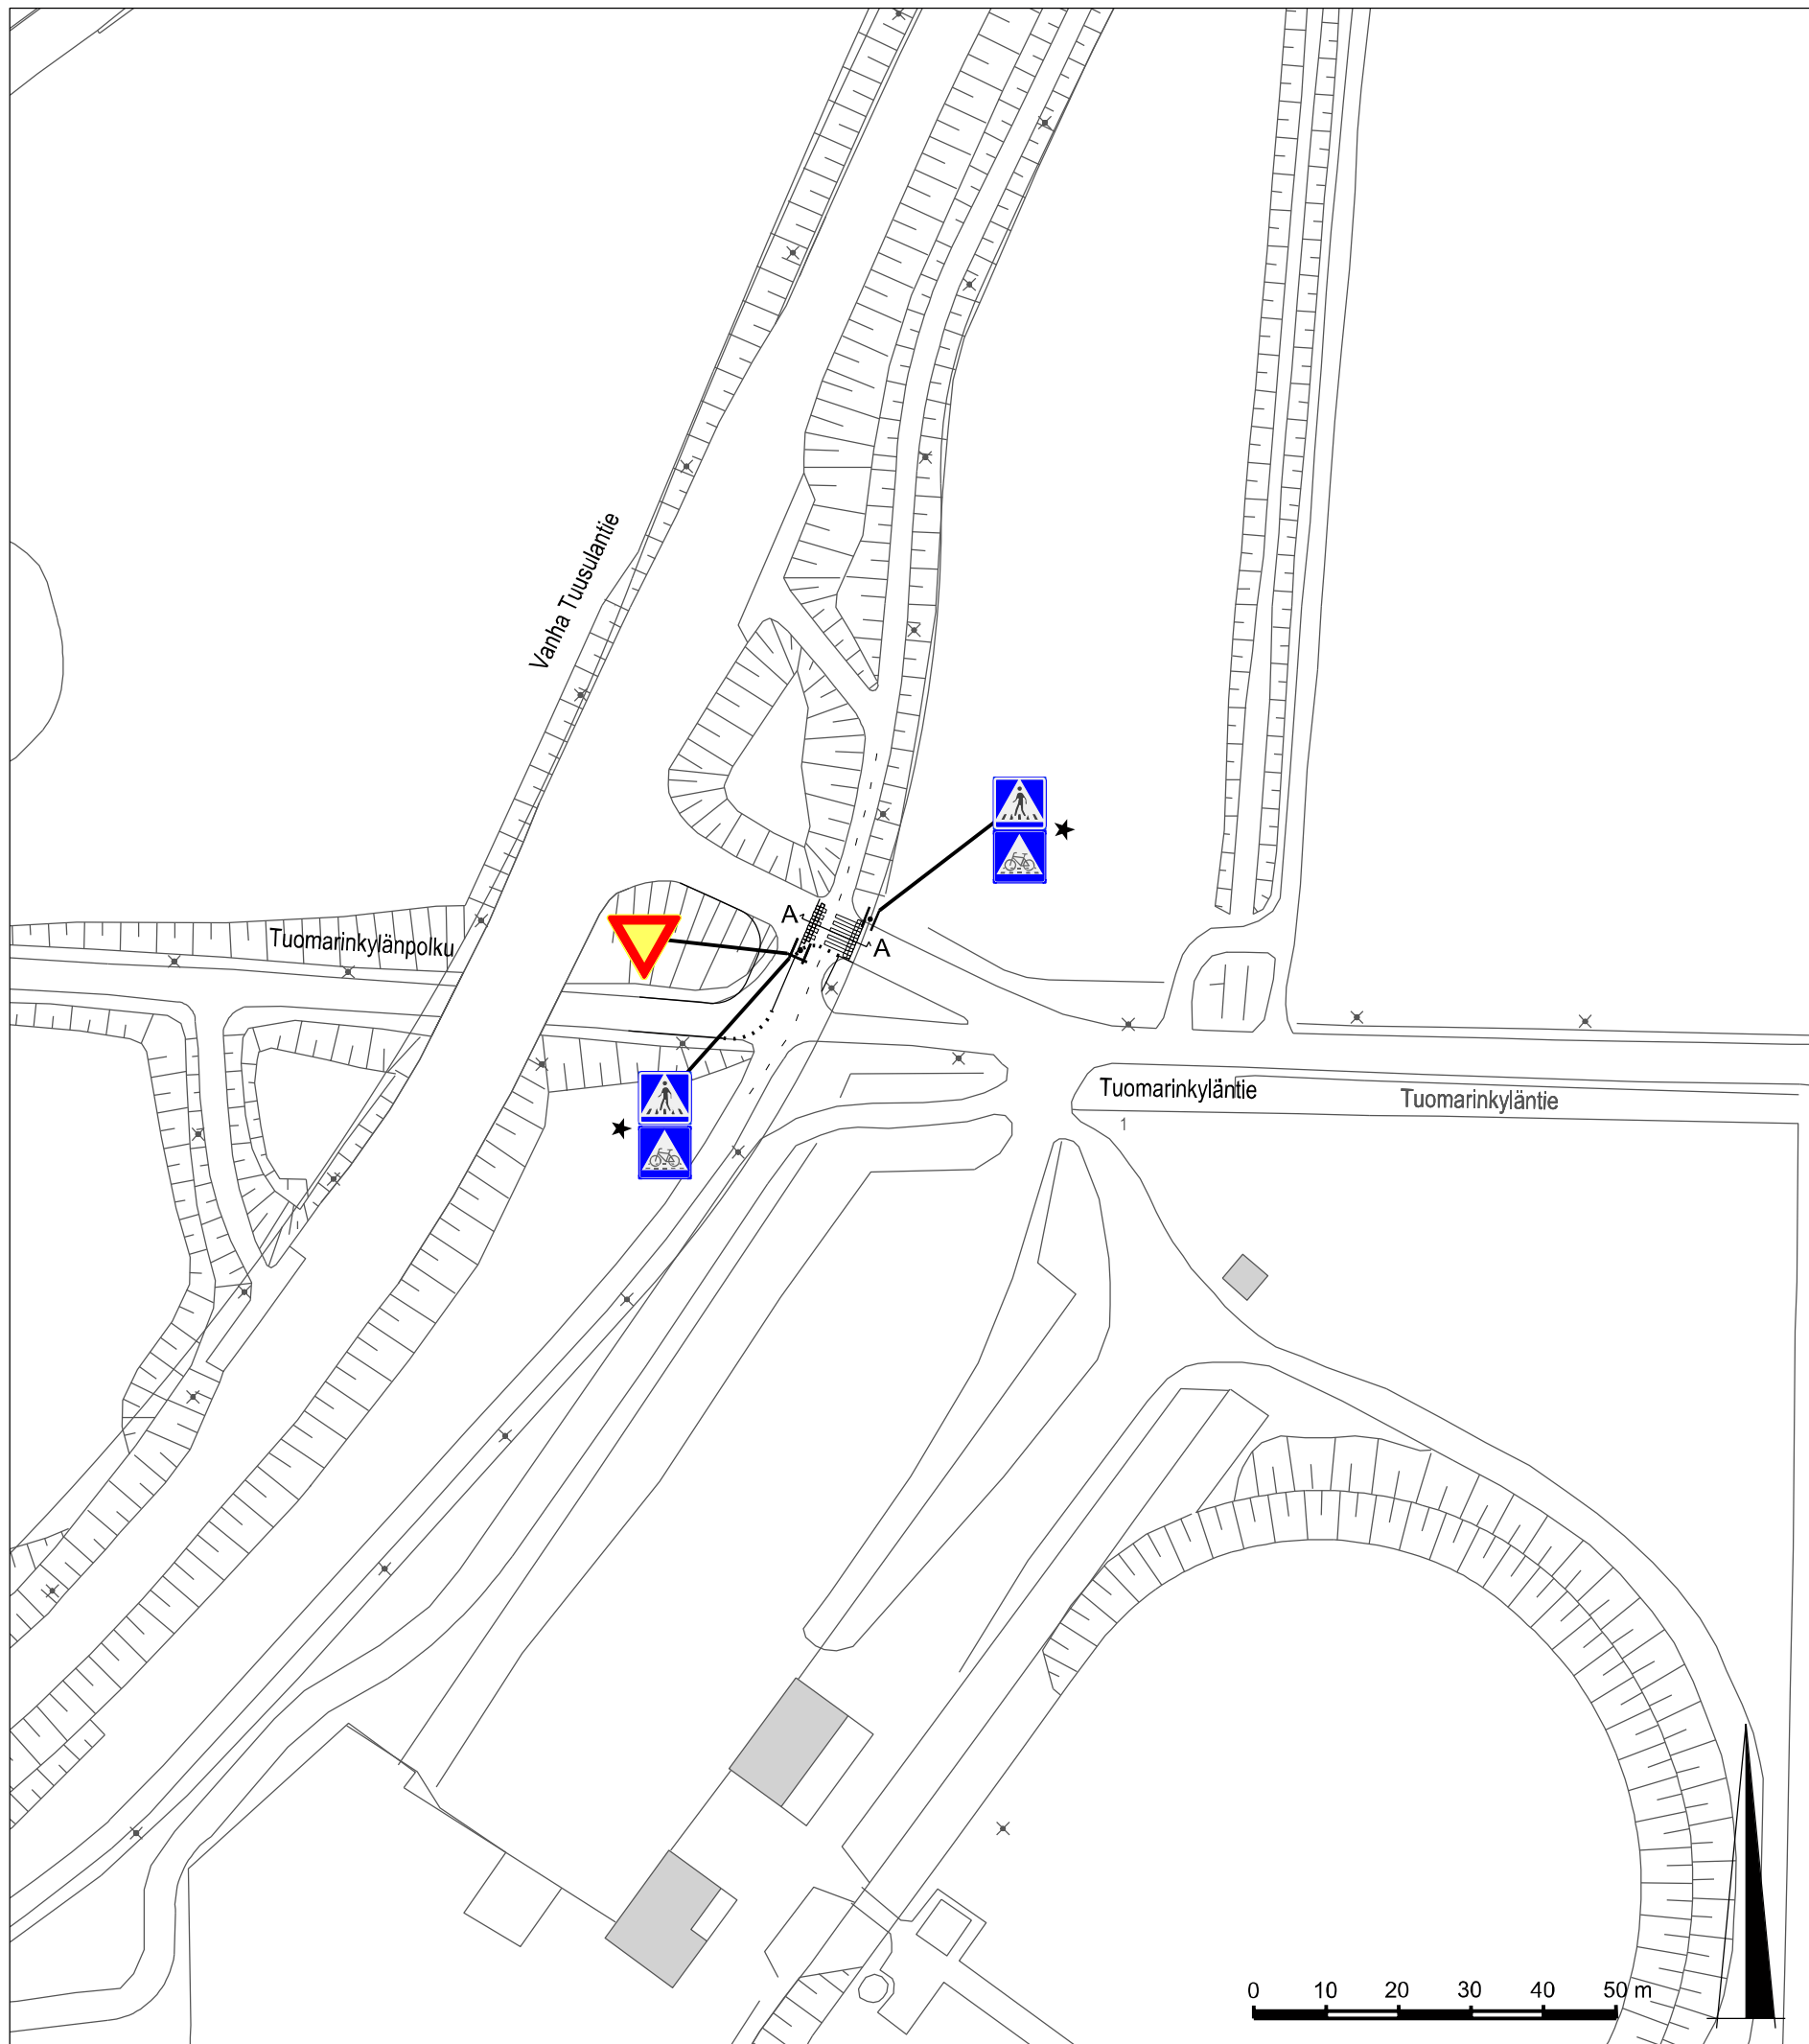 Vanha Tuusulantie
A
A
Tuomarinkylänpolku
Tuomarinkyläntie
Tuomarinkyläntie
1
0 10 20 30 40 50 m